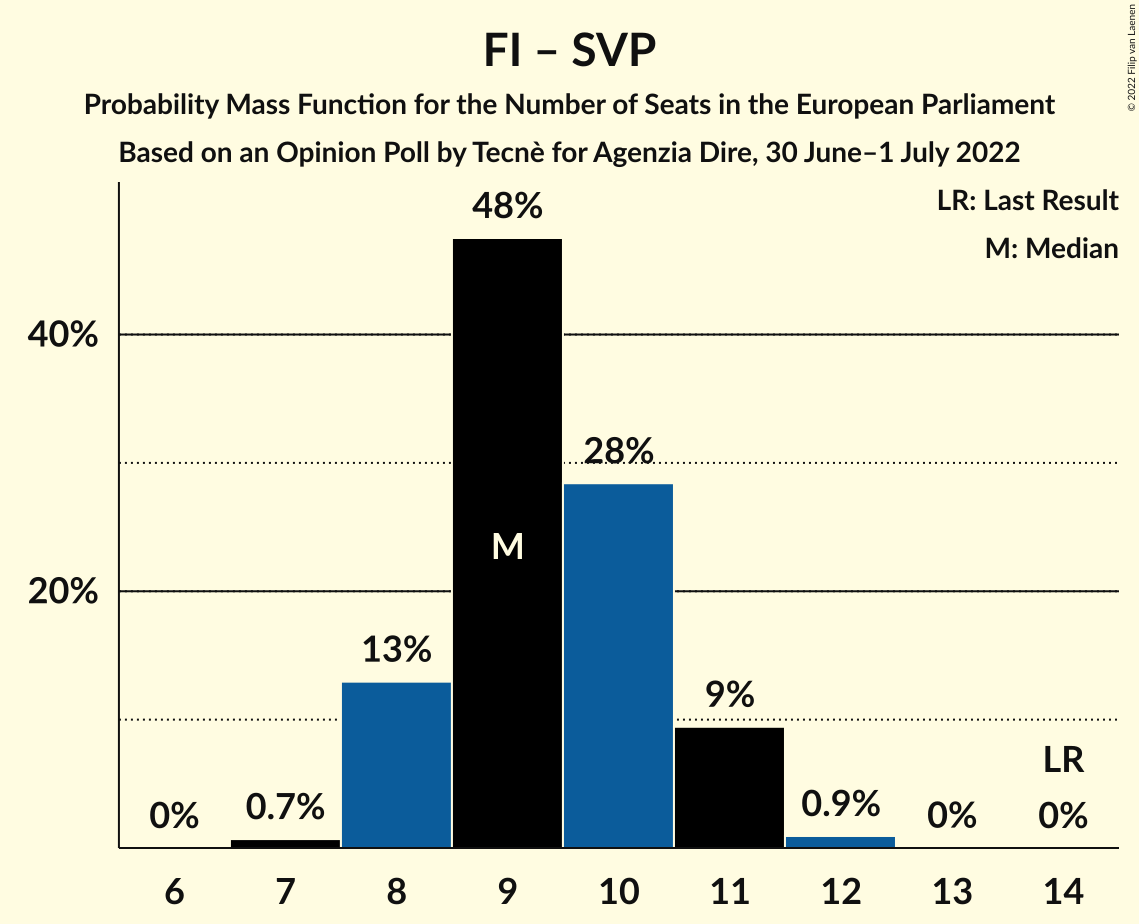 FI – SVP
Probability Mass Function for the Number of Seats in the European Parliament
Based on an Opinion Poll by Tecnè for Agenzia Dire, 30 June–1 July 2022
© 2022 Filip van Laenen
LR: Last Result
M: Median
40%
20%
0%
0.7%
13%
48%
M
28%
9%
0.9%
0%
LR
0%
6 7 8 9 10 11 12 13 14